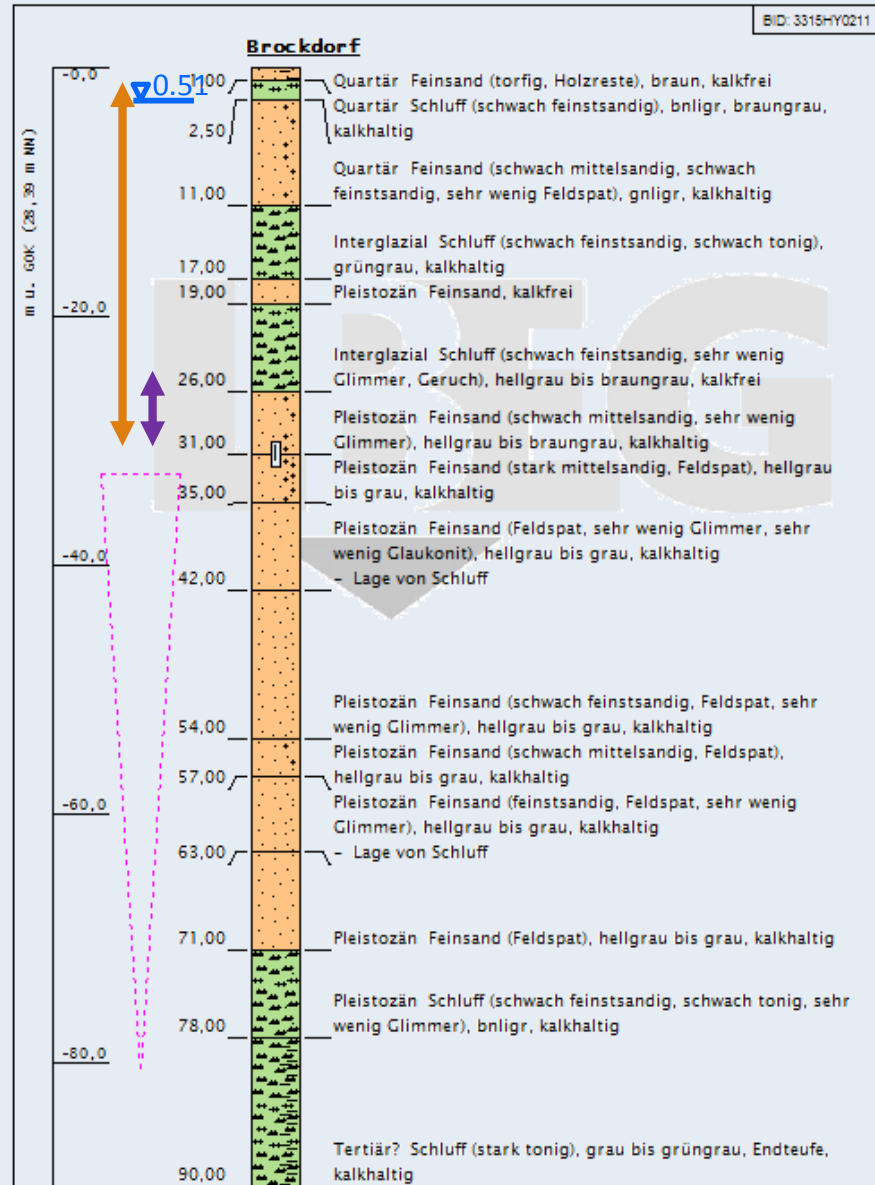 BID: 3315HY0211
Brockdorf
m u. GOK (28,39 m NN)
-0,0
0.51
1,00
Quartär Feinsand (torfig, Holzreste), braun, kalkfrei
2,50
Quartär Schluff (schwach feinstsandig), bnligr, braungrau,
kalkhaltig
11,00
Quartär Feinsand (schwach mittelsandig, schwach
feinstsandig, sehr wenig Feldspat), gnligr, kalkhaltig
17,00
Interglazial Schluff (schwach feinstsandig, schwach tonig),
grüngrau, kalkhaltig
19,00
Pleistozän Feinsand, kalkfrei
-20,0
26,00
Interglazial Schluff (schwach feinstsandig, sehr wenig
Glimmer, Geruch), hellgrau bis braungrau, kalkfrei
31,00
Pleistozän Feinsand (schwach mittelsandig, sehr wenig
Glimmer), hellgrau bis braungrau, kalkhaltig
35,00
Pleistozän Feinsand (stark mittelsandig, Feldspat), hellgrau
bis grau, kalkhaltig
-40,0
42,00
Pleistozän Feinsand (Feldspat, sehr wenig Glimmer, sehr
wenig Glaukonit), hellgrau bis grau, kalkhaltig
- Lage von Schluff
54,00
Pleistozän Feinsand (schwach feinstsandig, Feldspat, sehr
wenig Glimmer), hellgrau bis grau, kalkhaltig
57,00
Pleistozän Feinsand (schwach mittelsandig, Feldspat),
hellgrau bis grau, kalkhaltig
-60,0
63,00
Pleistozän Feinsand (feinstsandig, Feldspat, sehr wenig
Glimmer), hellgrau bis grau, kalkhaltig
- Lage von Schluff
71,00
Pleistozän Feinsand (Feldspat), hellgrau bis grau, kalkhaltig
78,00
Pleistozän Schluff (schwach feinstsandig, schwach tonig, sehr
wenig Glimmer), bnligr, kalkhaltig
-80,0
90,00
Tertiär? Schluff (stark tonig), grau bis grüngrau, Endteufe,
kalkhaltig
LBEG